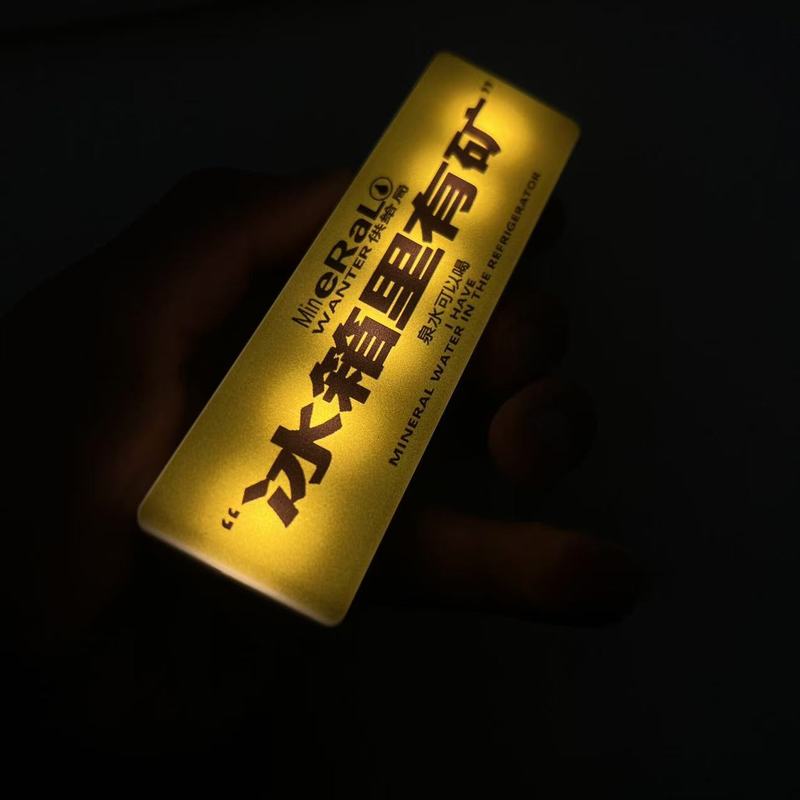 MineRaL
WANTER 供给局
“冰箱里有矿”
泉水可以喝
I HAVE
MINERAL WATER IN THE REFRIGERATOR